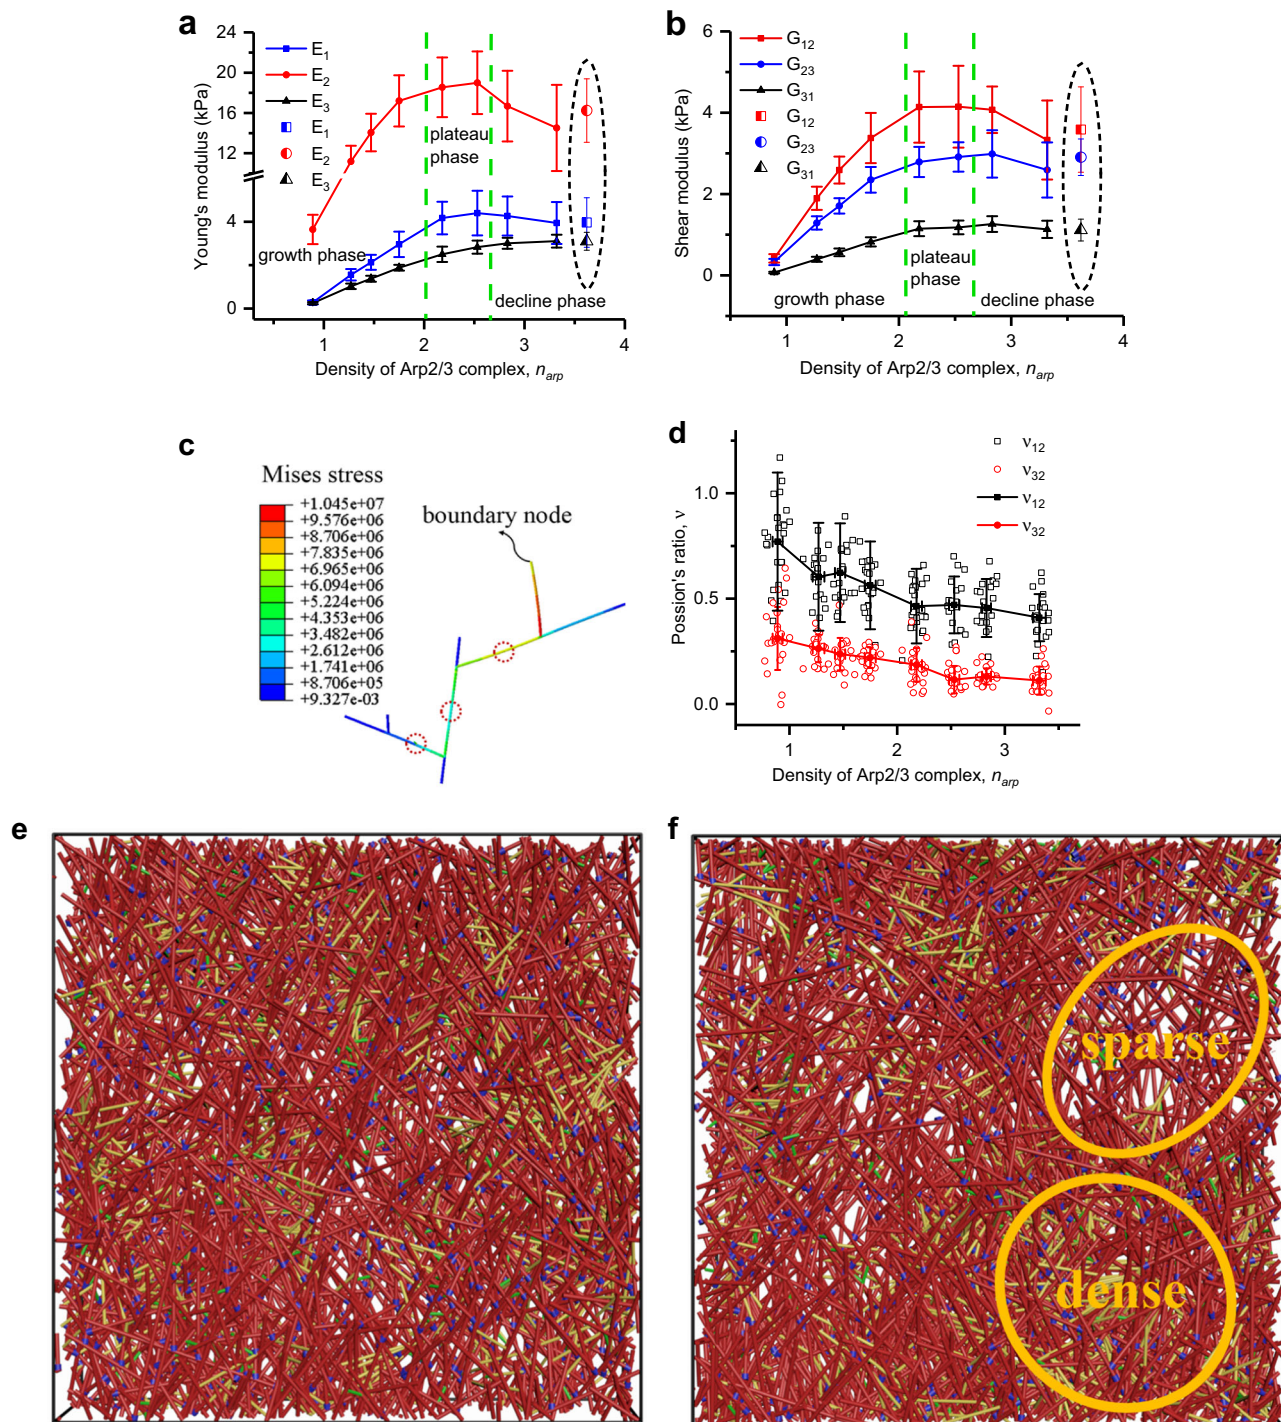 a
24
20
16
12
4
0
Young's modulus (kPa)
E1
E2
E3
E1
E2
E3
growth phase
plateau
phase
decline phase
1
2
3
4
Density of Arp2/3 complex, narp
b
6
4
2
0
Shear modulus (kPa)
G12
G23
G31
G12
G23
G31
growth phase
plateau
phase
decline phase
1
2
3
4
Density of Arp2/3 complex, narp
c
Mises stress
+1.045e+07
+9.576e+06
+8.706e+06
+7.835e+06
+6.965e+06
+6.094e+06
+5.224e+06
+4.353e+06
+3.482e+06
+2.612e+06
+1.741e+06
+8.706e+05
+9.327e-03
boundary node
d
1.0
0.5
0.0
Possion's ratio, ν
ν12
ν32
ν12
ν32
1
2
3
Density of Arp2/3 complex, narp
e
f
sparse
dense